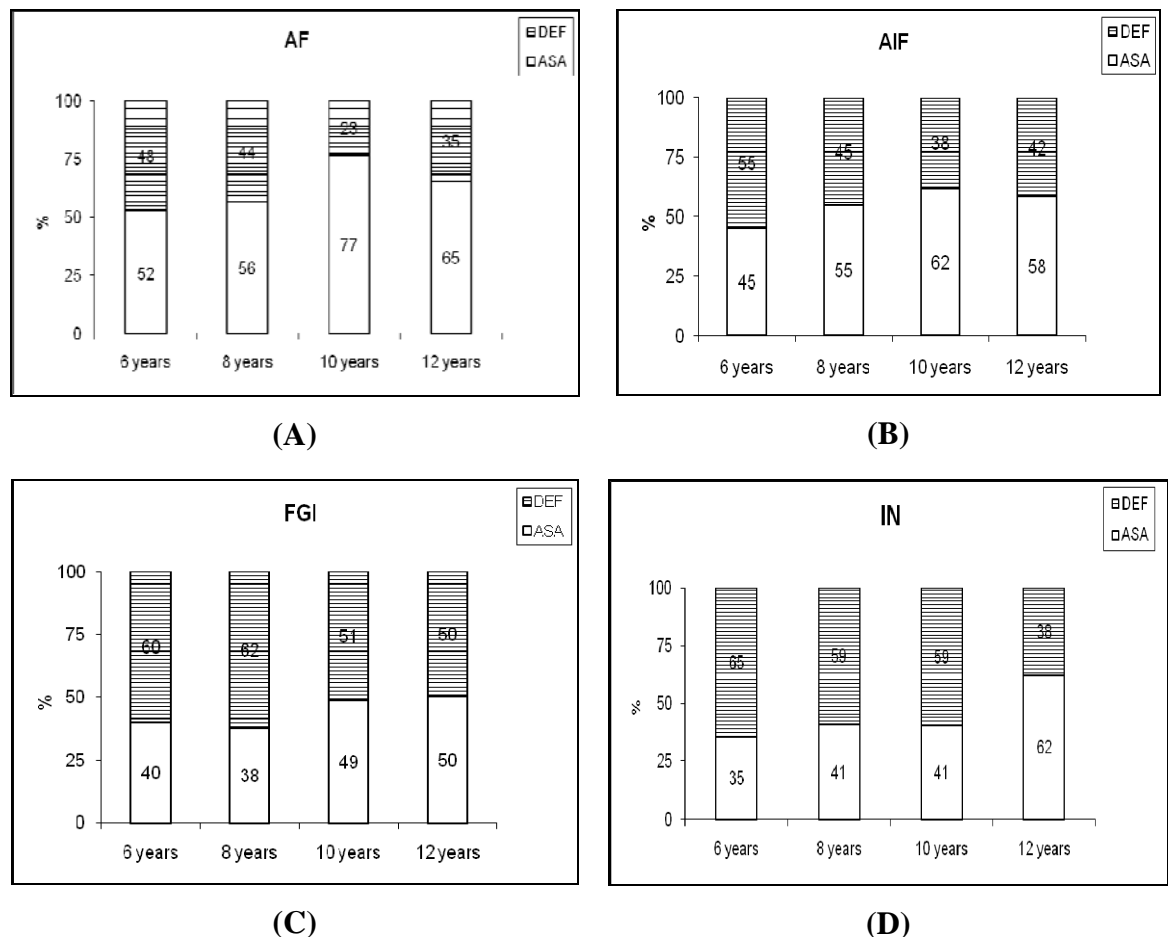 AF
DEF
ASA
100
75
50
25
0
%
48 44 23 35
52 56 77 65
6 years 8 years 10 years 12 years
(A)
AIF
DEF
ASA
100
75
50
25
0
%
55 45 38 42
45 55 62 58
6 years 8 years 10 years 12 years
(B)
FGI
DEF
ASA
100
75
50
25
0
%
60 62 51 50
40 38 49 50
6 years 8 years 10 years 12 years
(C)
IN
DEF
ASA
100
75
50
25
0
%
65 59 59 38
35 41 41 62
6 years 8 years 10 years 12 years
(D)